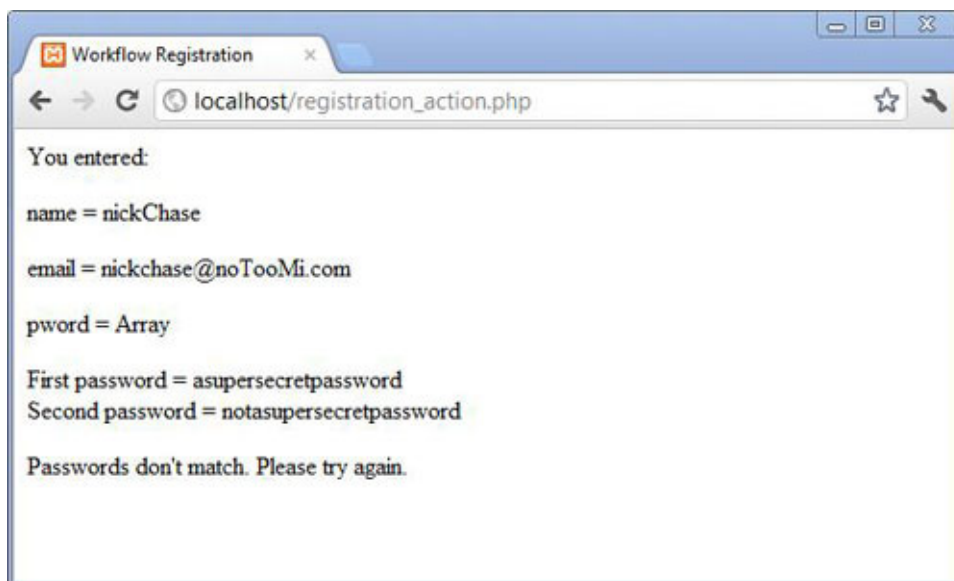 Workflow Registration
localhost/registration_action.php
You entered:
name = nickChase
email = nickchase@noTooMi.com
pword = Array
First password = asupersecretpassword
Second password = notasupersecretpassword
Passwords don't match. Please try again.